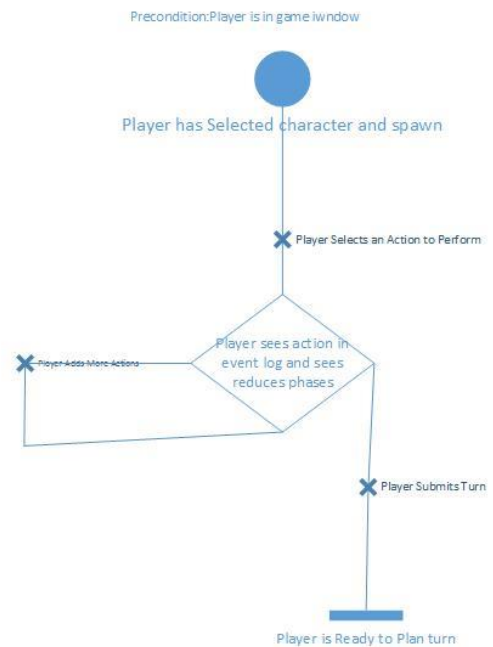 Precondition:Player is in game iwndow
Player has Selected character and spawn
Player Selects an Action to Perform
Player sees action in
event log and sees
reduces phases
Player Adds More Actions
Player Submits Turn
Player is Ready to Plan turn